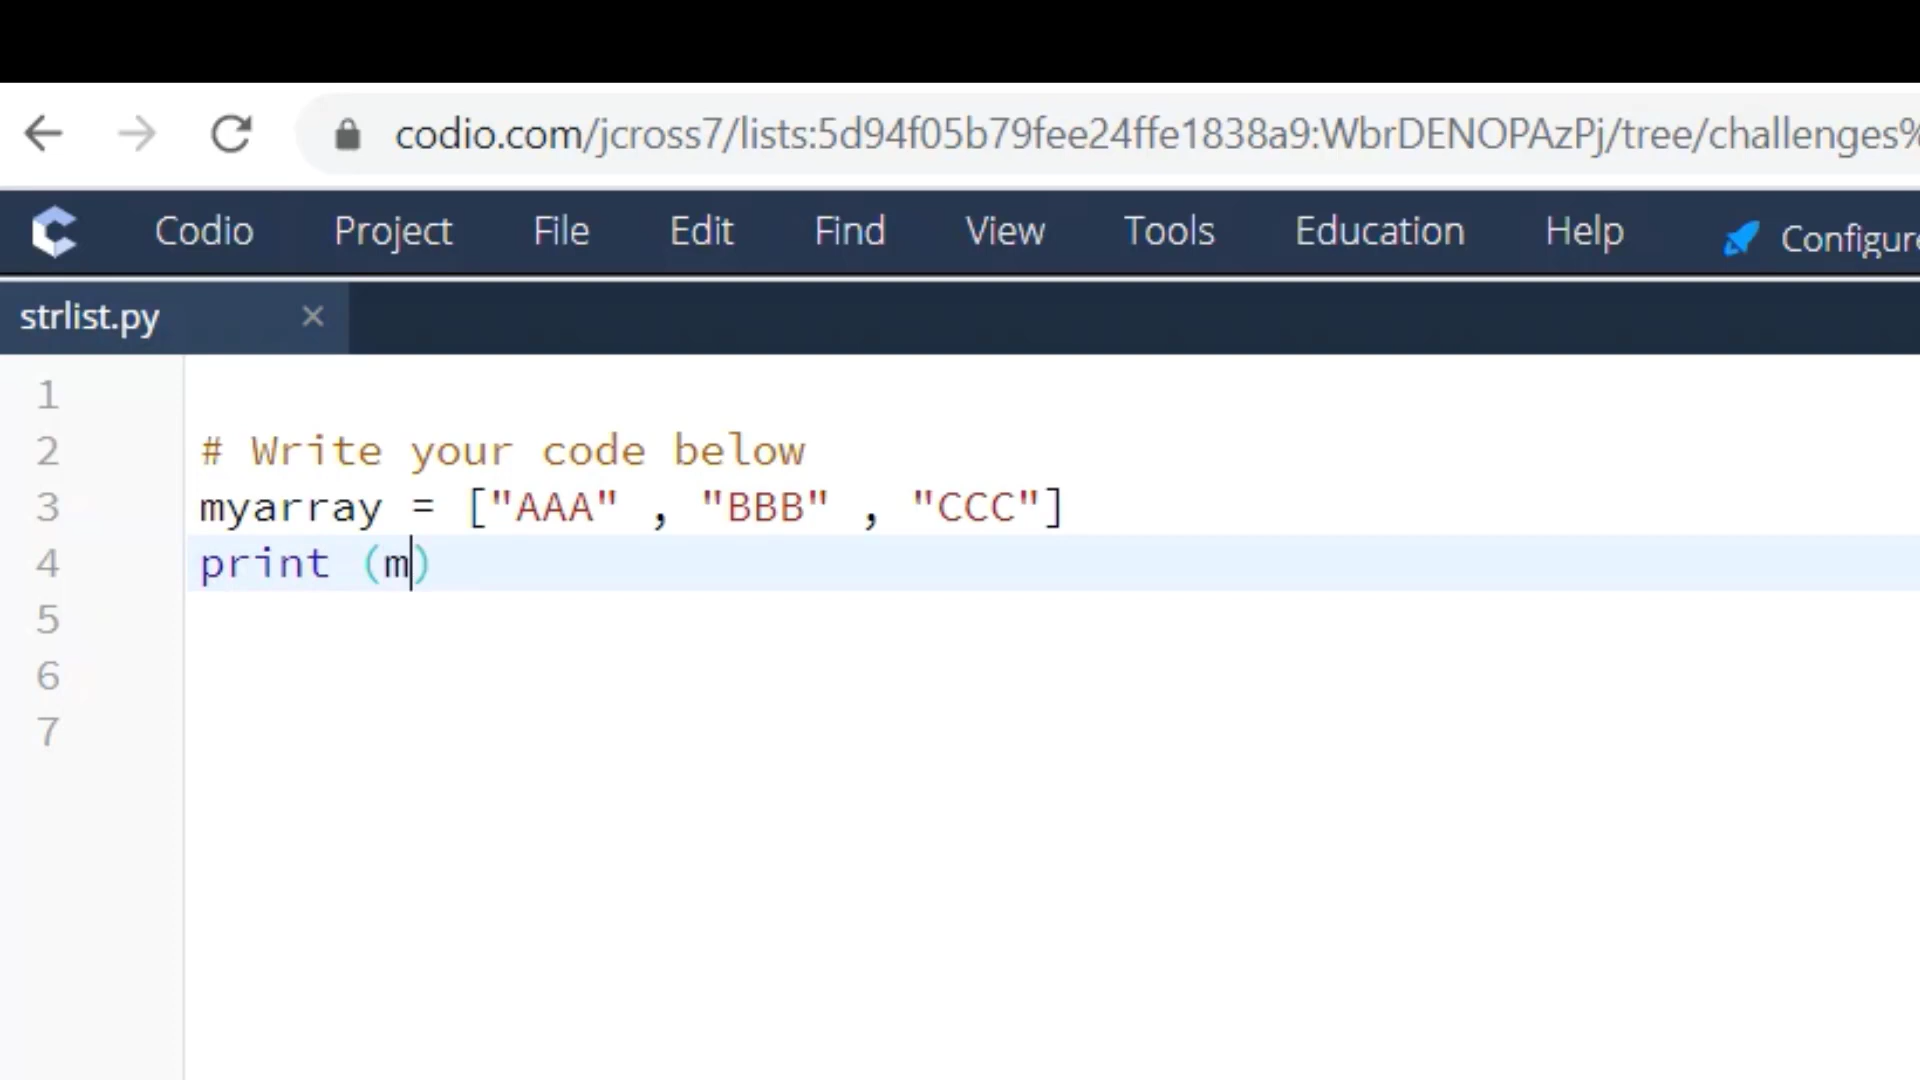 codio.com/jcross7/lists:5d94f05b79fee24ffe1838a9:WbrDENOPAzPj/tree/challenges%
Codio Project File Edit Find View Tools Education Help Configure
strlist.py
1
2 # Write your code below
3 myarray = ["AAA" , "BBB" , "CCC"]
4 print (m)
5
6
7